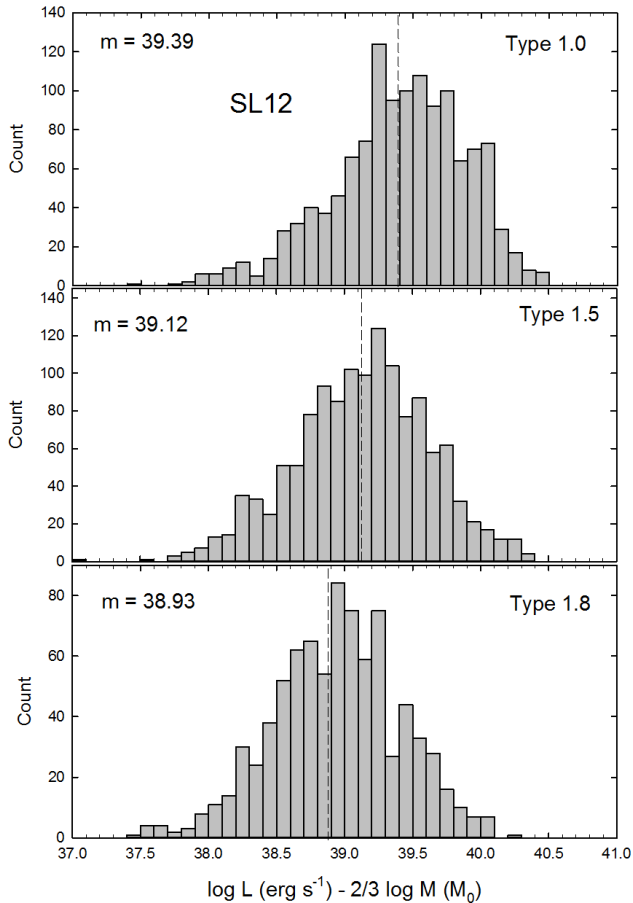 m = 39.39
Type 1.0
SL12
Count
140
120
100
80
60
40
20
0
m = 39.12
Type 1.5
Count
140
120
100
80
60
40
20
0
m = 38.93
Type 1.8
Count
80
60
40
20
0
37.0 37.5 38.0 38.5 39.0 39.5 40.0 40.5 41.0
log L (erg s⁻¹) - 2/3 log M (M₀)